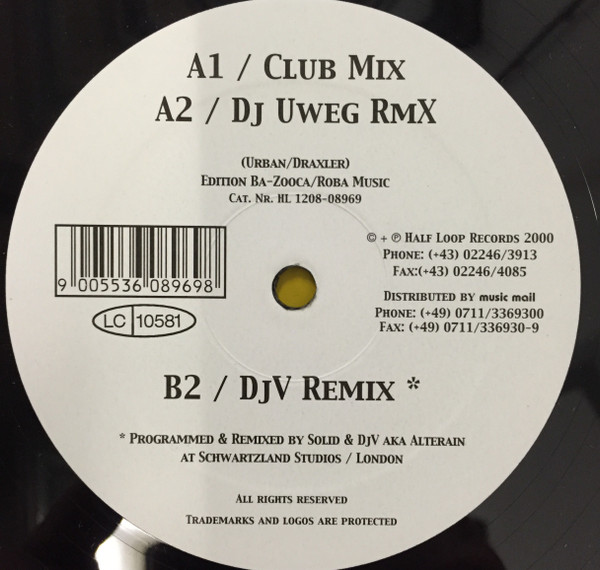 A1 / Club Mix
A2 / Dj Uweg RmX
(Urban/Draxler)
Edition Ba-Zooca/Roba Music
Cat. Nr. HL 1208-08969
9 005536 089698
LC 10581
© + ℗ Half Loop Records 2000
Phone: (+43) 02246/3913
Fax:(+43) 02246/4085
Distributed by music mail
Phone: (+49) 0711/3369300
Fax: (+49) 0711/336930-9
B2 / DjV Remix *
* Programmed & Remixed by Solid & DjV aka Alterain
at Schwartzland Studios / London
All rights reserved
Trademarks and logos are protected